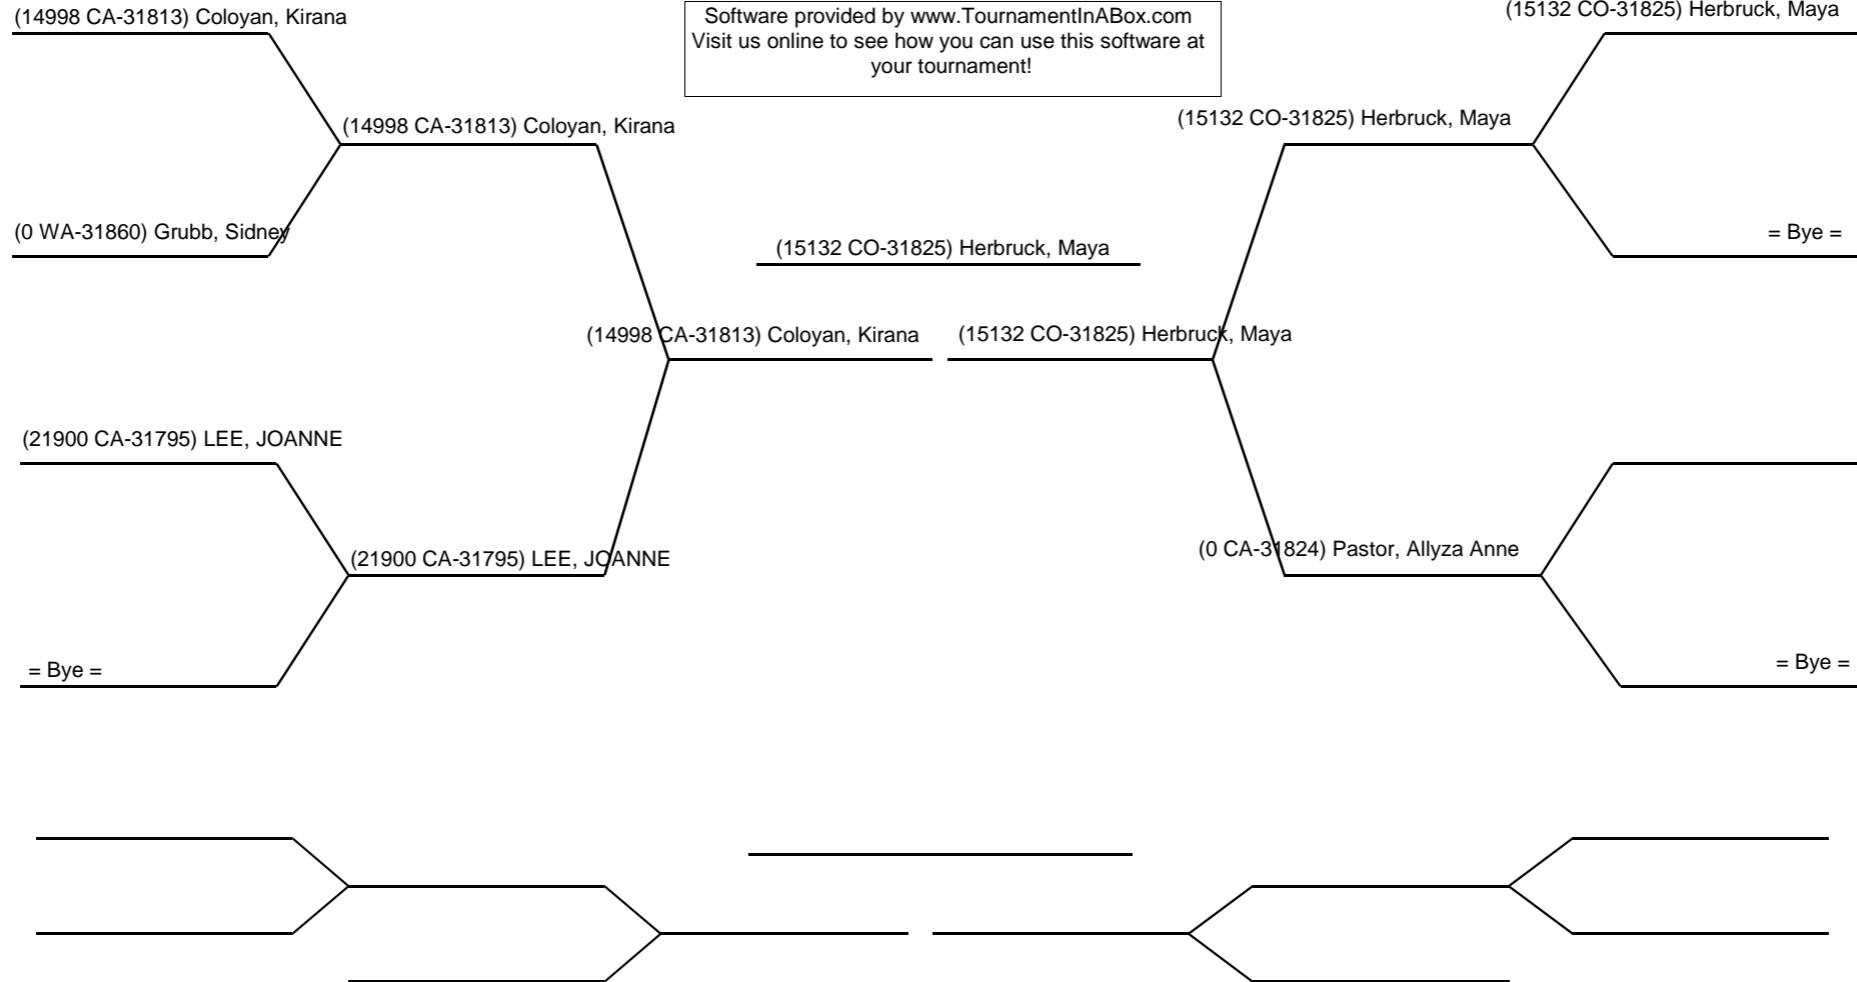 (14998 CA-31813) Coloyan, Kirana
Software provided by www.TournamentInABox.com
Visit us online to see how you can use this software at
your tournament!
(15132 CO-31825) Herbruck, Maya
(14998 CA-31813) Coloyan, Kirana
(15132 CO-31825) Herbruck, Maya
(0 WA-31860) Grubb, Sidney
(15132 CO-31825) Herbruck, Maya
= Bye =
(14998 CA-31813) Coloyan, Kirana
(15132 CO-31825) Herbruck, Maya
(21900 CA-31795) LEE, JOANNE
(21900 CA-31795) LEE, JOANNE
(0 CA-31824) Pastor, Allyza Anne
= Bye =
= Bye =